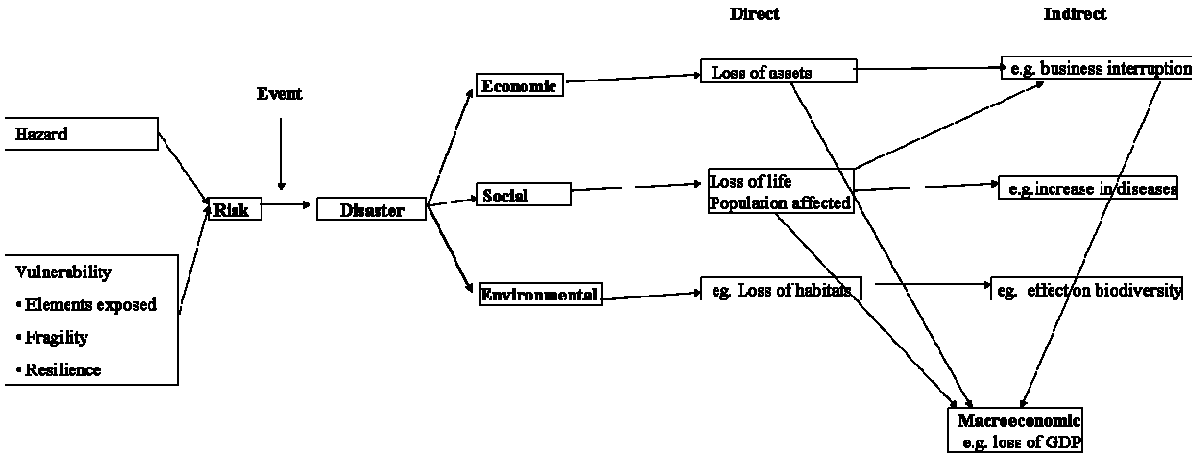 Direct
Indirect
Event
Hazard
Vulnerability
• Elements exposed
• Fragility
• Resilience
Risk
Disaster
Economic
Social
Environmental
Loss of assets
Loss of life
Population affected
eg. Loss of habitats
e.g. business interruption
e.g.increase in diseases
eg. effect on biodiversity
Macroeconomic
e.g. loss of GDP